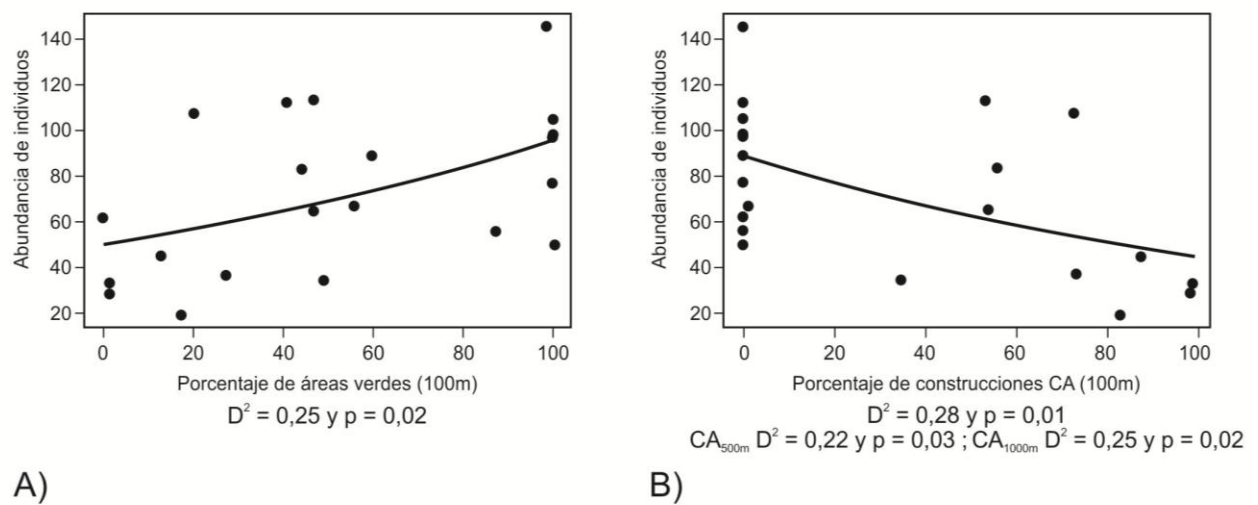 140
120
100
80
60
40
20
Abundancia de individuos
0 20 40 60 80 100
Porcentaje de áreas verdes (100m)
D² = 0,25 y p = 0,02
A)
140
120
100
80
60
40
20
Abundancia de individuos
0 20 40 60 80 100
Porcentaje de construcciones CA (100m)
D² = 0,28 y p = 0,01
CA500m D² = 0,22 y p = 0,03 ; CA1000m D² = 0,25 y p = 0,02
B)